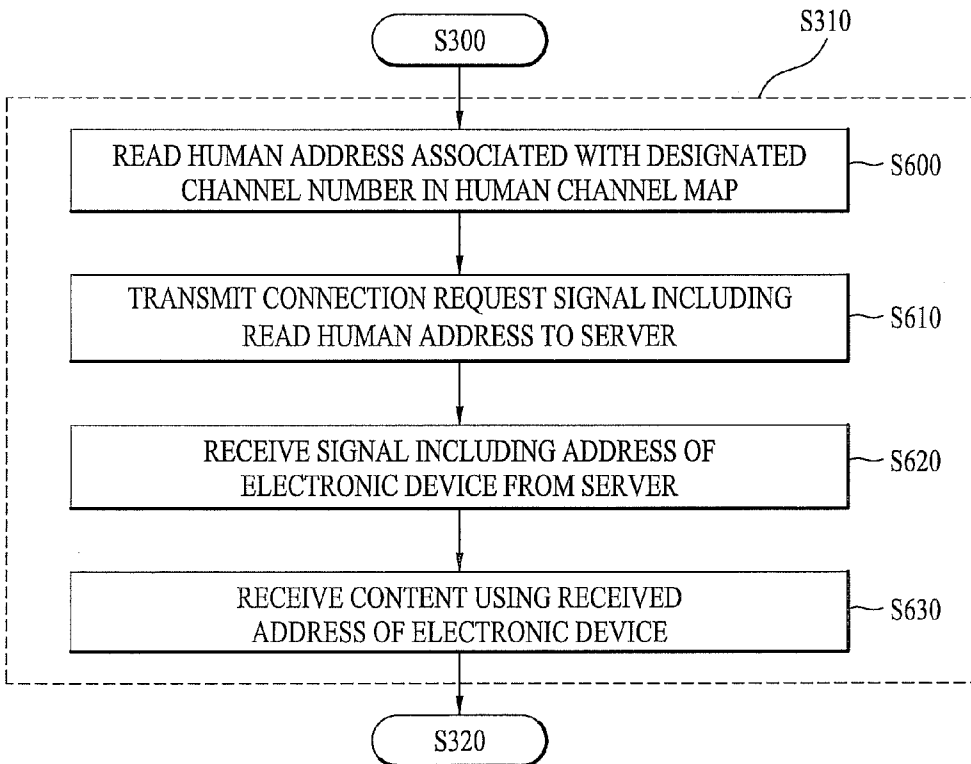 S310
S300
READ HUMAN ADDRESS ASSOCIATED WITH DESIGNATED
CHANNEL NUMBER IN HUMAN CHANNEL MAP
S600
TRANSMIT CONNECTION REQUEST SIGNAL INCLUDING
READ HUMAN ADDRESS TO SERVER
S610
RECEIVE SIGNAL INCLUDING ADDRESS OF
ELECTRONIC DEVICE FROM SERVER
S620
RECEIVE CONTENT USING RECEIVED
ADDRESS OF ELECTRONIC DEVICE
S630
S320